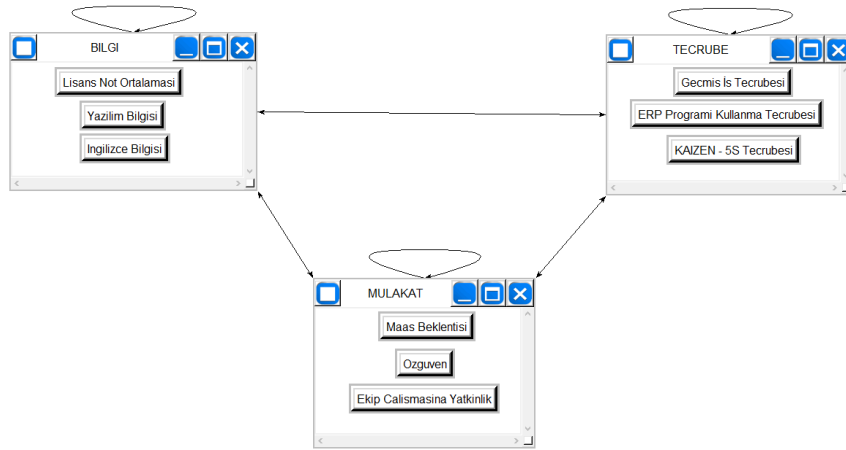 BILGI
Lisans Not Ortalamasi
Yazilim Bilgisi
Ingilizce Bilgisi
TECRUBE
Gecmis İs Tecrubesi
ERP Programi Kullanma Tecrubesi
KAIZEN - 5S Tecrubesi
MULAKAT
Maas Beklentisi
Ozguven
Ekip Calismasina Yatkinlik